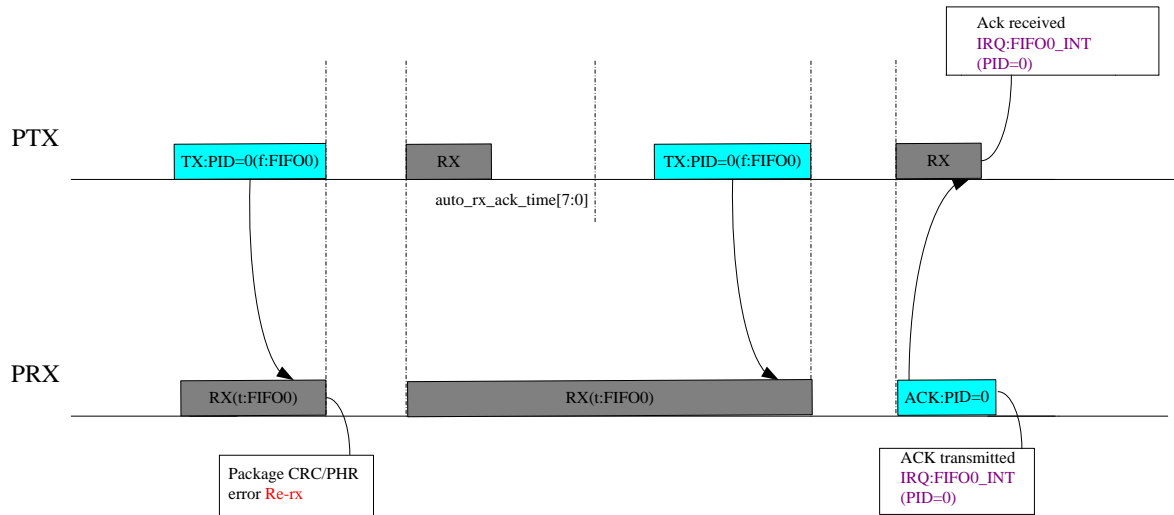 Ack received
IRQ:FIFO0_INT
(PID=0)
PTX
TX:PID=0(f:FIFO0)
RX
TX:PID=0(f:FIFO0)
RX
auto_rx_ack_time[7:0]
PRX
RX(t:FIFO0)
RX(t:FIFO0)
ACK:PID=0
Package CRC/PHR
error Re-rx
ACK transmitted
IRQ:FIFO0_INT
(PID=0)